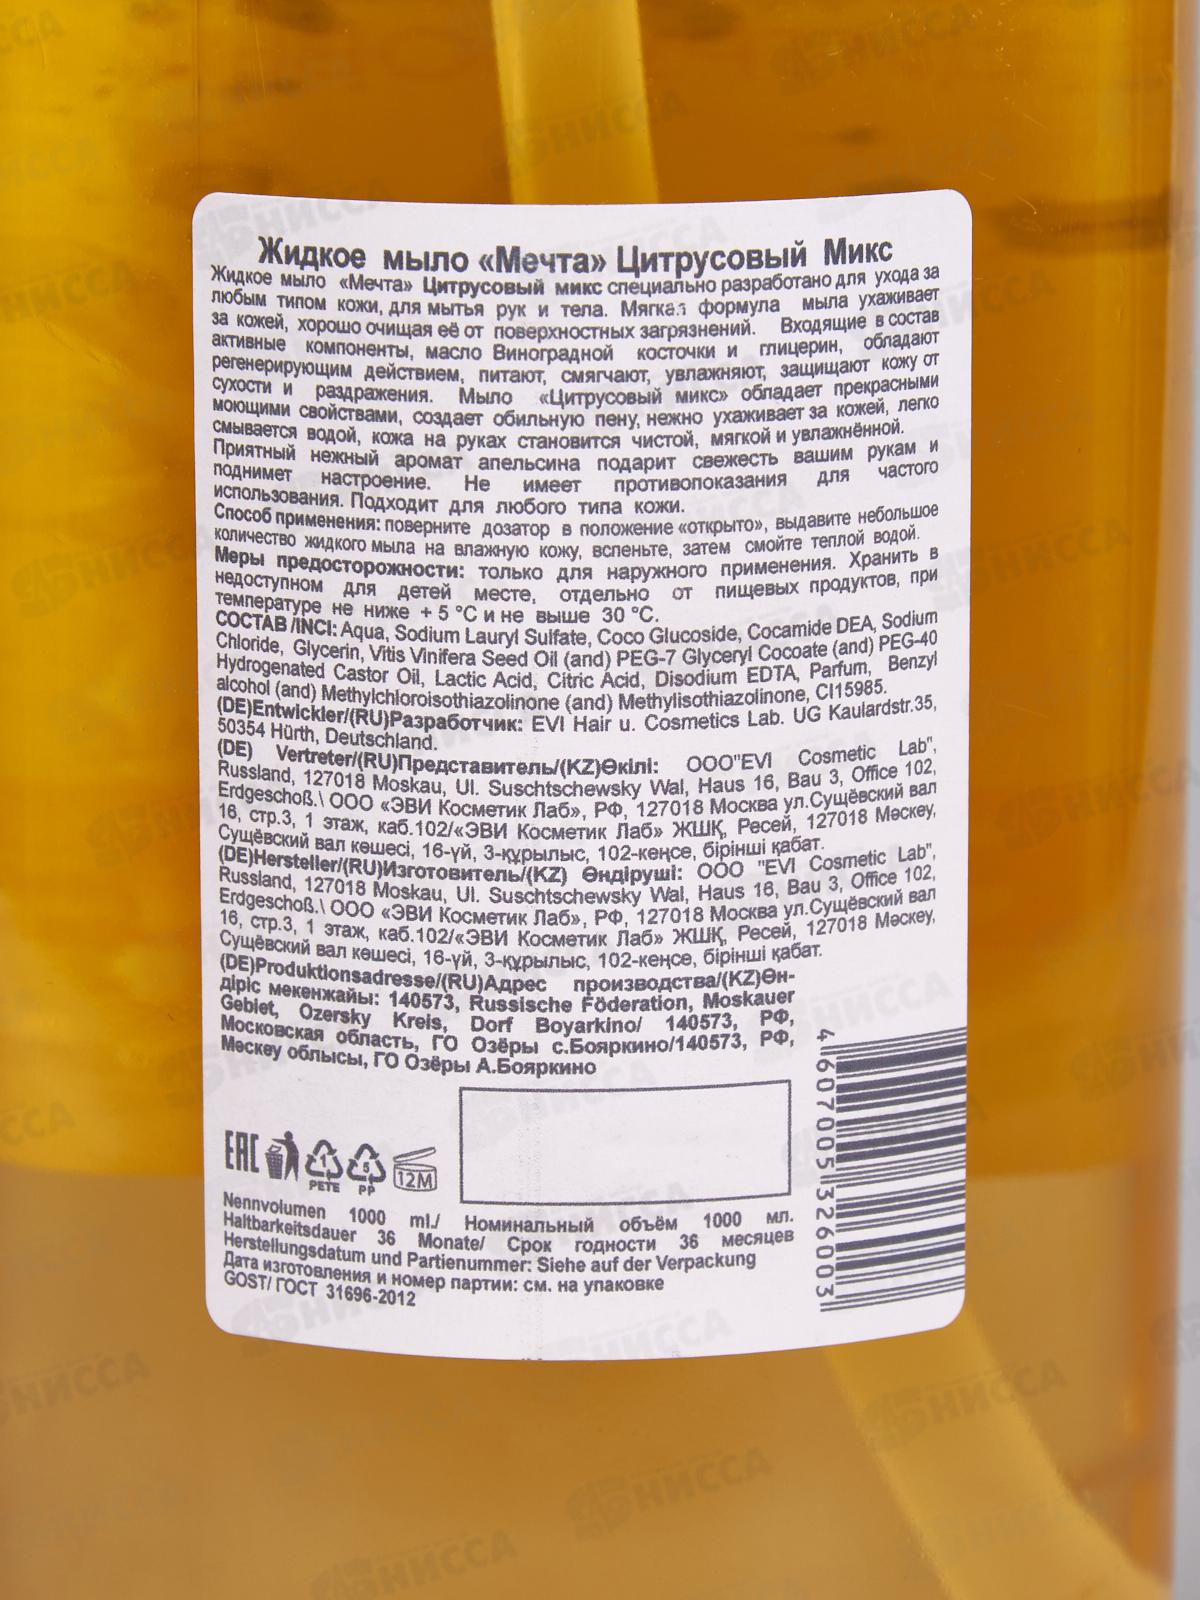 Жидкое мыло «Мечта» Цитрусовый Микс
Жидкое мыло «Мечта» Цитрусовый микс специально разработано для ухода за
любым типом кожи, для мытья рук и тела. Мягкая формула мыла ухаживает
за кожей, хорошо очищая её от поверхностных загрязнений. Входящие в состав
активные компоненты, масло Виноградной косточки и глицерин, обладают
регенерирующим действием, питают, смягчают, увлажняют, защищают кожу от
сухости и раздражения. Мыло «Цитрусовый микс» обладает прекрасными
моющими свойствами, создает обильную пену, нежно ухаживает за кожей, легко
смывается водой, кожа на руках становится чистой, мягкой и увлажнённой.
Приятный нежный аромат апельсина подарит свежесть вашим рукам и
поднимет настроение. Не имеет противопоказания для частого
использования. Подходит для любого типа кожи.
Способ применения: поверните дозатор в положение «открыто», выдавите небольшое
количество жидкого мыла на влажную кожу, вспеньте, затем смойте теплой водой.
Меры предосторожности: только для наружного применения. Хранить в
недоступном для детей месте, отдельно от пищевых продуктов, при
температуре не ниже + 5 °C и не выше 30 °C.
СОСТАВ /INCI: Aqua, Sodium Lauryl Sulfate, Coco Glucoside, Cocamide DEA, Sodium
Chloride, Glycerin, Vitis Vinifera Seed Oil (and) PEG-7 Glyceryl Cocoate (and) PEG-40
Hydrogenated Castor Oil, Lactic Acid, Citric Acid, Disodium EDTA, Parfum, Benzyl
alcohol (and) Methylchloroisothiazolinone (and) Methylisothiazolinone, CI15985.
(DE)Entwickler/(RU)Разработчик: EVI Hair u. Cosmetics Lab. UG Kaulardstr.35,
50354 Hürth, Deutschland.
(DE) Vertreter/(RU)Представитель/(KZ)Өкілі: OOO"EVI Cosmetic Lab",
Russland, 127018 Moskau, Ul. Suschtschewsky Wal, Haus 16, Bau 3, Office 102,
Erdgeschoß.\ ООО «ЭВИ Косметик Лаб», РФ, 127018 Москва ул.Сущёвский вал
16, стр.3, 1 этаж, каб.102/«ЭВИ Косметик Лаб» ЖШҚ, Ресей, 127018 Мәскеу,
Сущёвский вал көшесі, 16-үй, 3-құрылыс, 102-кеңсе, бірінші қабат.
(DE)Hersteller/(RU)Изготовитель/(KZ) Өндіруші: OOO "EVI Cosmetic Lab",
Russland, 127018 Moskau, Ul. Suschtschewsky Wal, Haus 16, Bau 3, Office 102,
Erdgeschoß.\ ООО «ЭВИ Косметик Лаб», РФ, 127018 Москва ул.Сущёвский вал
16, стр.3, 1 этаж, каб.102/«ЭВИ Косметик Лаб» ЖШҚ, Ресей, 127018 Мәскеу,
Сущёвский вал көшесі, 16-үй, 3-құрылыс, 102-кеңсе, бірінші қабат.
(DE)Produktionsadresse/(RU)Адрес производства/(KZ)Өн-
діріс мекенжайы: 140573, Russische Föderation, Moskauer
Gebiet, Ozersky Kreis, Dorf Boyarkino/ 140573, РФ,
Московская область, ГО Озёры с.Бояркино/140573, РФ,
Мәскеу облысы, ГО Озёры А.Бояркино
4 607005 326003
EAC
1
PETE
5
PP
12M
Nennvolumen 1000 ml./ Номинальный объём 1000 мл.
Haltbarkeitsdauer 36 Monate/ Срок годности 36 месяцев
Herstellungsdatum und Partienummer: Siehe auf der Verpackung
Дата изготовления и номер партии: см. на упаковке
GOST/ ГОСТ 31696-2012
НИССА